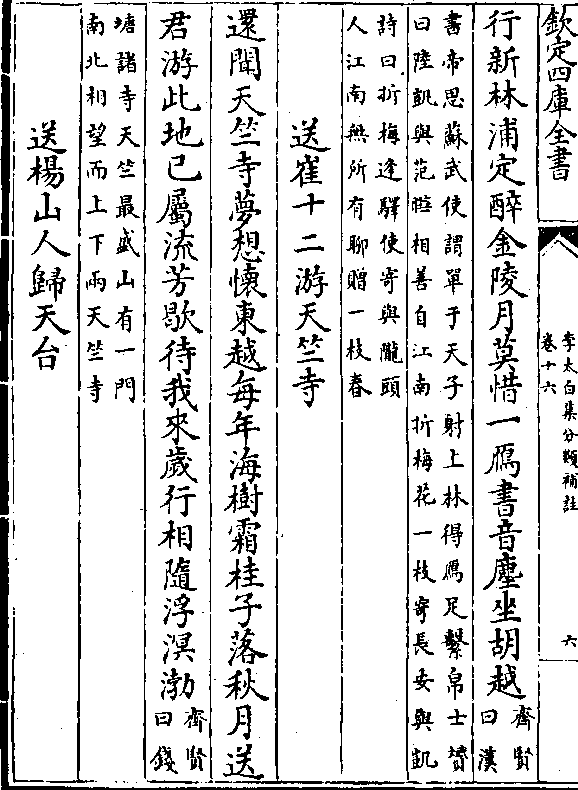 欽定四庫全書
李太白集分類補註
卷十六
六
行新林浦定醉金陵月莫惜一鴈書音塵坐胡越
齊賢
曰漢
書帝思蘇武使謂單于天子射上林得鴈足繫帛士贇
曰陸凱與范曄相善自江南折梅花一枝寄長安與凱
詩曰折梅逢驛使寄與隴頭
人江南無所有聊贈一枝春
送崔十二游天竺寺
還聞天竺寺夢想懷東越每年海樹霜桂子落秋月送
君游此地已屬流芳歇待我來歲行相隨浮溟渤
齊賢
曰錢
塘諸寺天竺最盛山有一門
南北相望而上下兩天竺寺
送楊山人歸天台